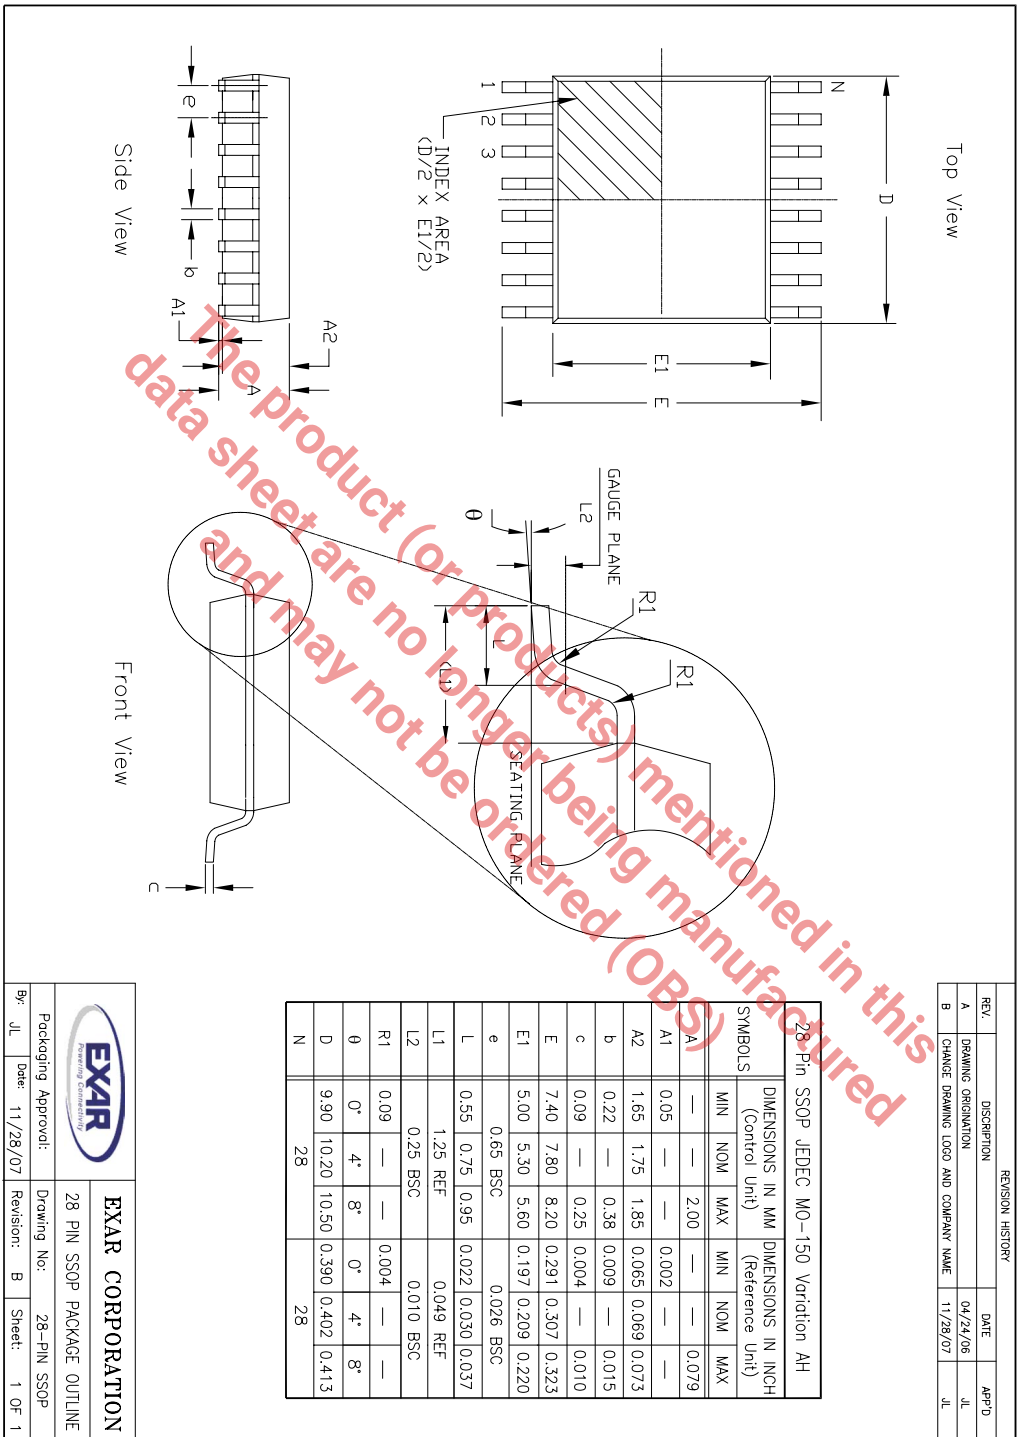 REVISION HISTORY
REV. DISCRIPTION DATE APP'D
A DRAWING ORIGINATION 04/24/06 JL
B CHANGE DRAWING LOGO AND COMPANY NAME 11/28/07 JL
Top View
D
N
1
2
3
INDEX AREA
(D/2 x E1/2)
E1
E
Side View
e
b
A1
A2
A
GAUGE PLANE
L2
θ
R1
R1
L
(L1)
SEATING PLANE
Front View
c
28 Pin SSOP JEDEC MO-150 Variation AH
SYMBOLS DIMENSIONS IN MM (Control Unit) DIMENSIONS IN INCH (Reference Unit)
MIN NOM MAX MIN NOM MAX
A — — 2.00 — — 0.079
A1 0.05 — — 0.002 — —
A2 1.65 1.75 1.85 0.065 0.069 0.073
b 0.22 — 0.38 0.009 — 0.015
c 0.09 — 0.25 0.004 — 0.010
E 7.40 7.80 8.20 0.291 0.307 0.323
E1 5.00 5.30 5.60 0.197 0.209 0.220
e 0.65 BSC 0.026 BSC
L 0.55 0.75 0.95 0.022 0.030 0.037
L1 1.25 REF 0.049 REF
L2 0.25 BSC 0.010 BSC
R1 0.09 — — 0.004 — —
θ 0° 4° 8° 0° 4° 8°
D 9.90 10.20 10.50 0.390 0.402 0.413
N 28 28
EXAR
Powering Connectivity
EXAR CORPORATION
28 PIN SSOP PACKAGE OUTLINE
Packaging Approval: Drawing No: 28-PIN SSOP
By: JL Date: 11/28/07 Revision: B Sheet: 1 OF 1
The product (or products) mentioned in this
data sheet are no longer being manufactured
and may not be ordered (OBS)